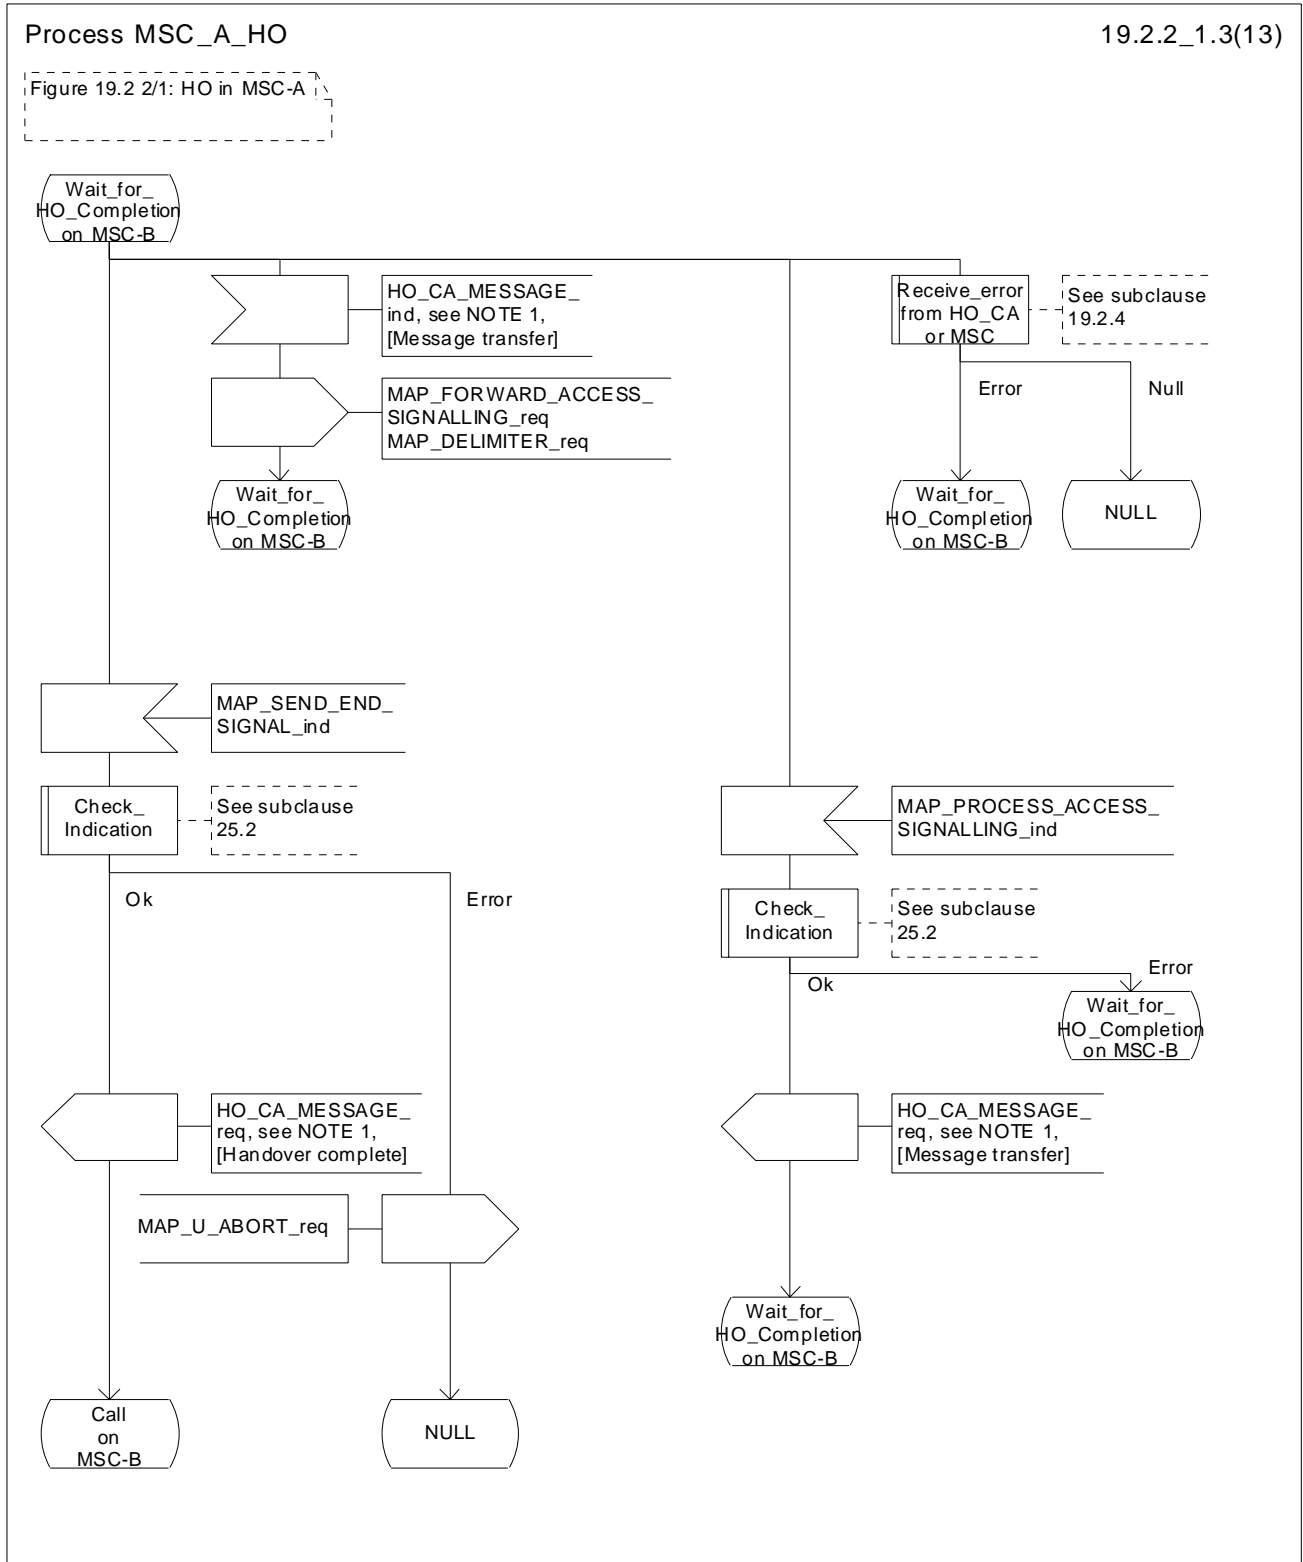 Process MSC_A_HO
19.2.2_1.3(13)
Figure 19.2 2/1: HO in MSC-A
Wait_for_
HO_Completion
on MSC-B
HO_CA_MESSAGE_
ind, see NOTE 1,
[Message transfer]
Receive_error
from HO_CA
or MSC
See subclause
19.2.4
MAP_FORWARD_ACCESS_
SIGNALLING_req
MAP_DELIMITER_req
Error
Null
Wait_for_
HO_Completion
on MSC-B
Wait_for_
HO_Completion
on MSC-B
NULL
MAP_SEND_END_
SIGNAL_ind
Check_
Indication
See subclause
25.2
MAP_PROCESS_ACCESS_
SIGNALLING_ind
Ok
Error
Check_
Indication
See subclause
25.2
Ok
Error
Wait_for_
HO_Completion
on MSC-B
HO_CA_MESSAGE_
req, see NOTE 1,
[Handover complete]
HO_CA_MESSAGE_
req, see NOTE 1,
[Message transfer]
MAP_U_ABORT_req
Wait_for_
HO_Completion
on MSC-B
Call
on
MSC-B
NULL